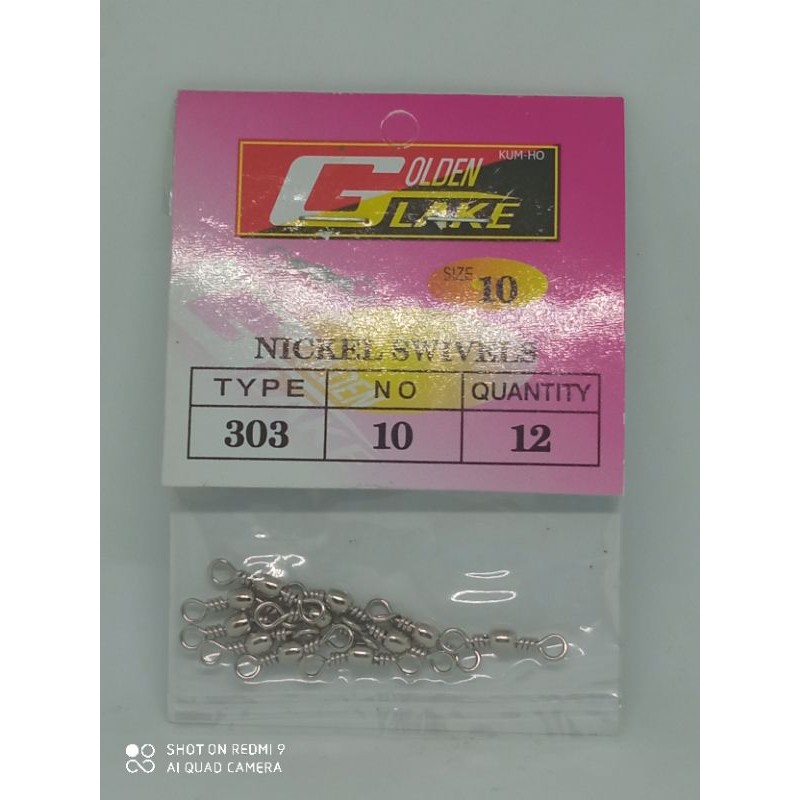 KUM-HO
GOLDEN
LAKE
SIZE 10
NICKEL SWIVELS
TYPE NO QUANTITY
303 10 12
SHOT ON REDMI 9
AI QUAD CAMERA